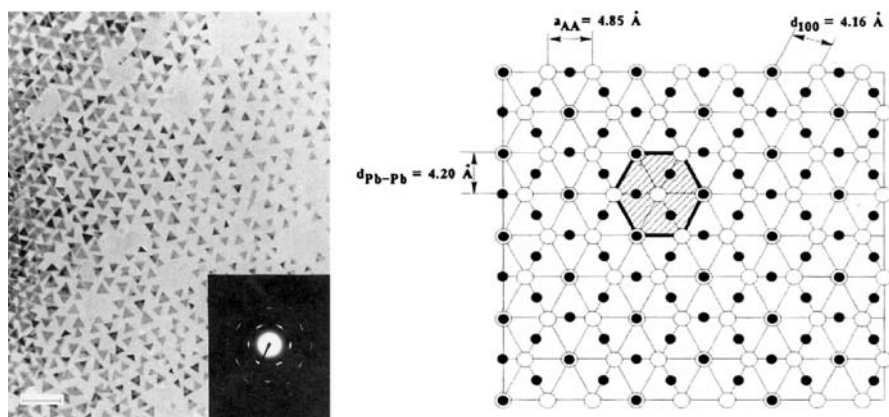 a_AA = 4.85 Å
d_100 = 4.16 Å
d_Pb-Pb = 4.20 Å